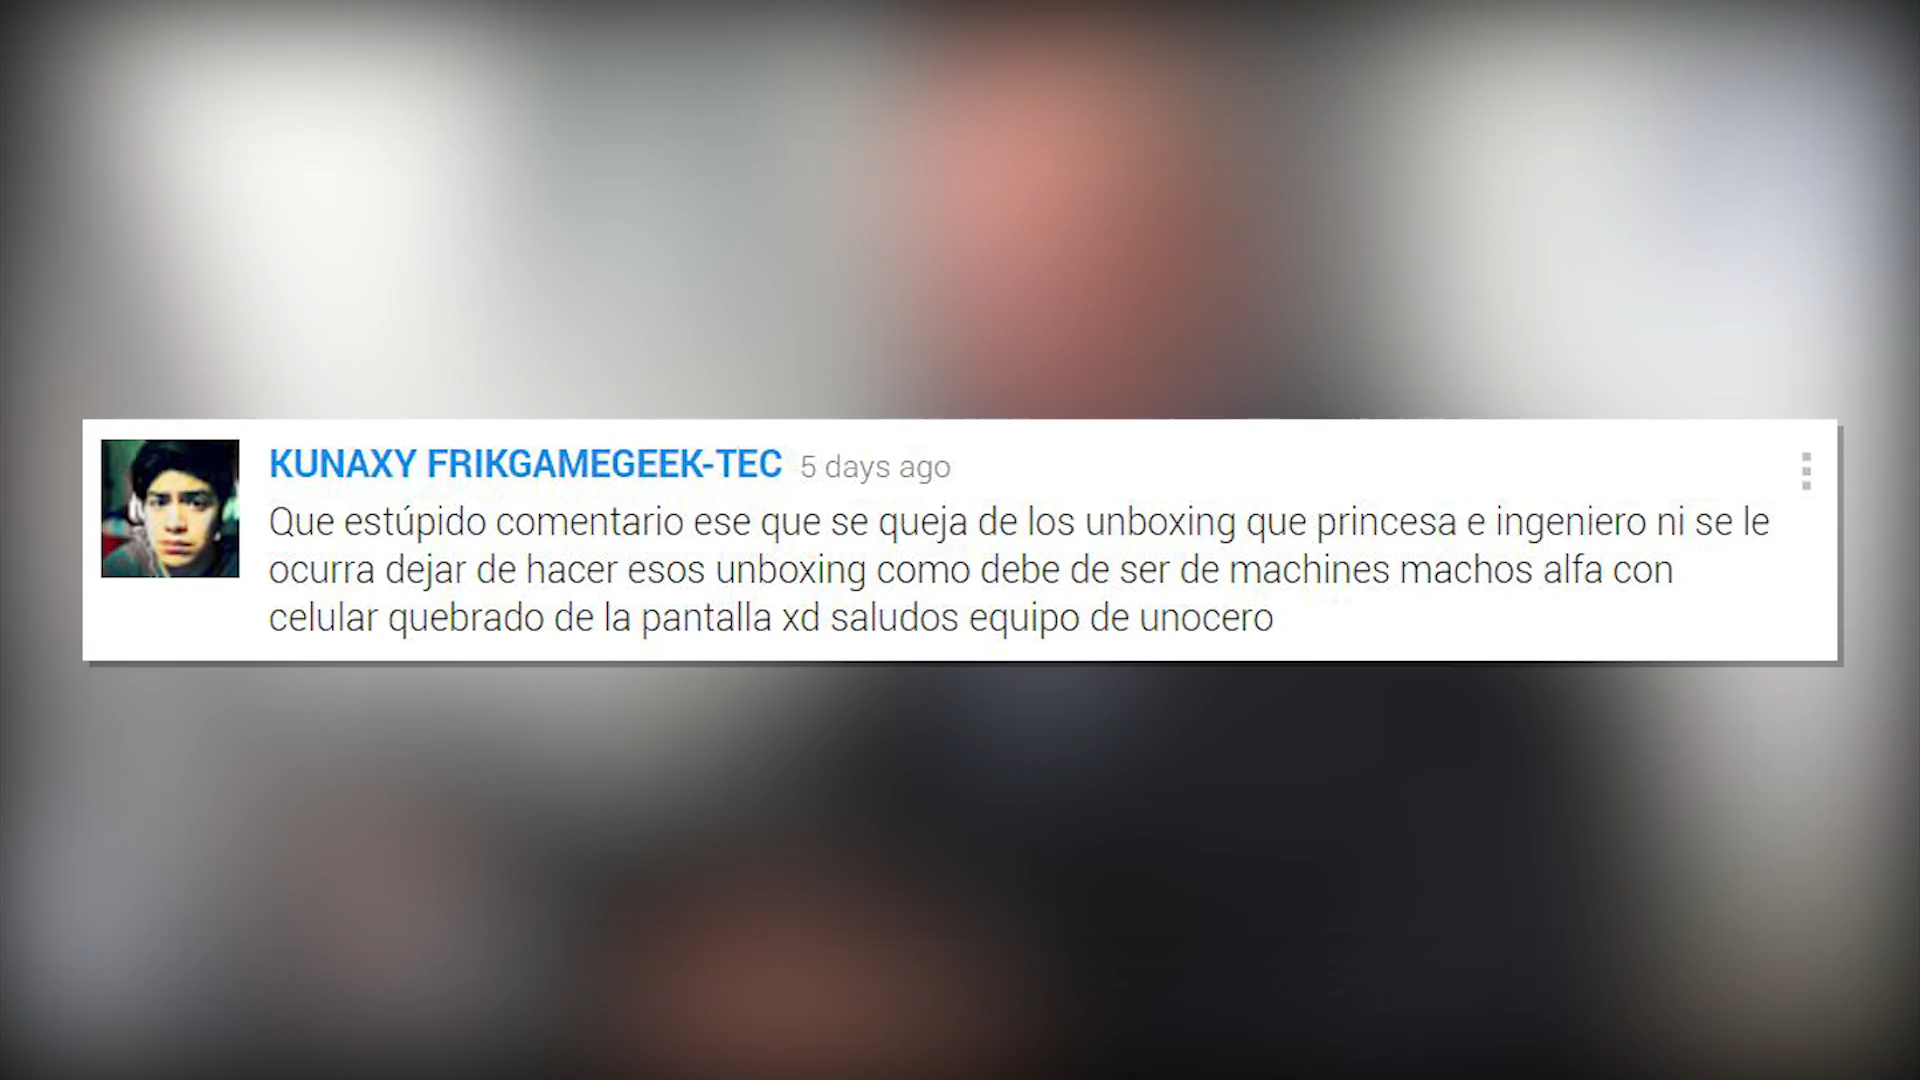 KUNAXY FRIKGAMEGEEK-TEC 5 days ago
Que estúpido comentario ese que se queja de los unboxing que princesa e ingeniero ni se le
ocurra dejar de hacer esos unboxing como debe de ser de machines machos alfa con
celular quebrado de la pantalla xd saludos equipo de unocero